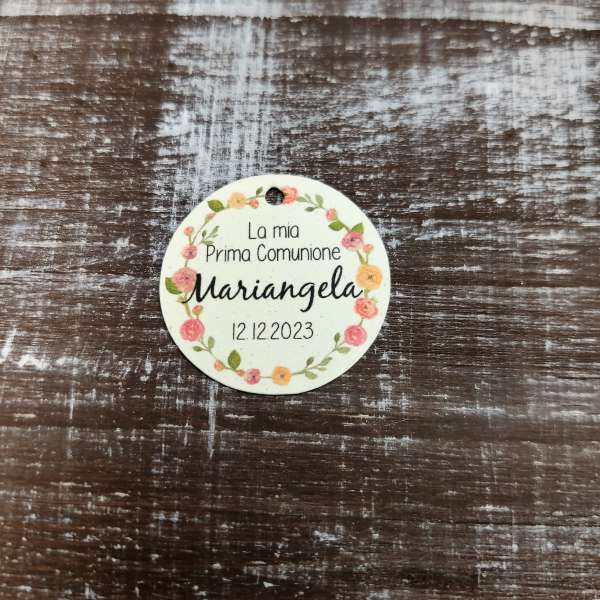 La mia
Prima Comunione
Mariangela
12.12.2023